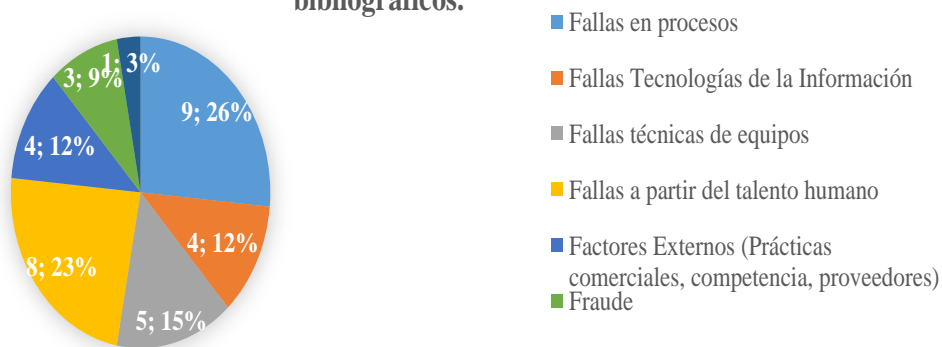 bibliográficos.
Fallas en procesos
Fallas Tecnologías de la Información
Fallas técnicas de equipos
Fallas a partir del talento humano
Factores Externos (Prácticas
comerciales, competencia, proveedores)
Fraude
1; 3%
3; 9%
9; 26%
4; 12%
4; 12%
8; 23%
5; 15%